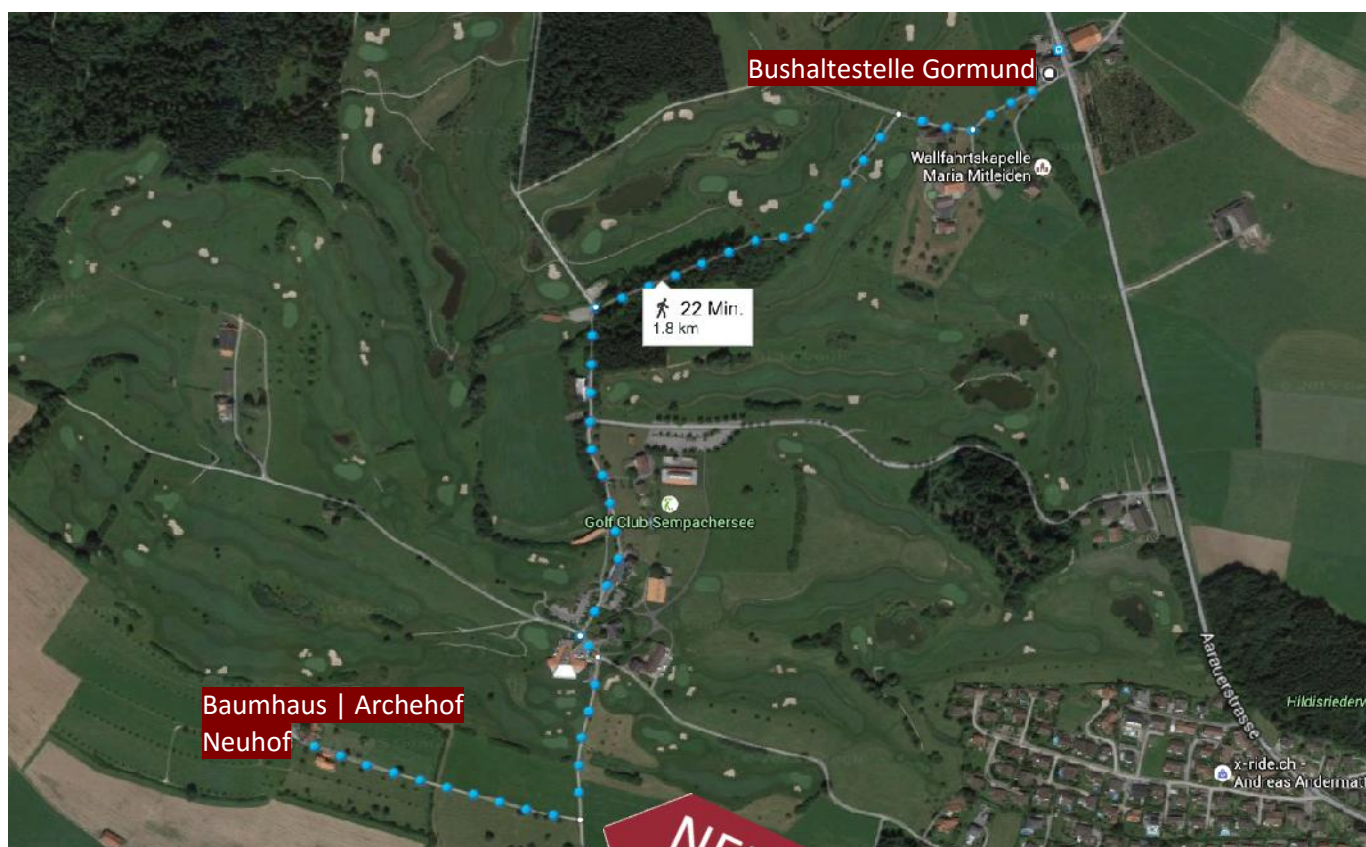 Bushaltestelle Gormund
Wallfahrtskapelle
Maria Mitleiden
22 Min.
1.8 km
Golf Club Sempachersee
Aarauerstrasse
Baumhaus | Archehof
Neuhof
x-ride.ch -
Andreas Andermat